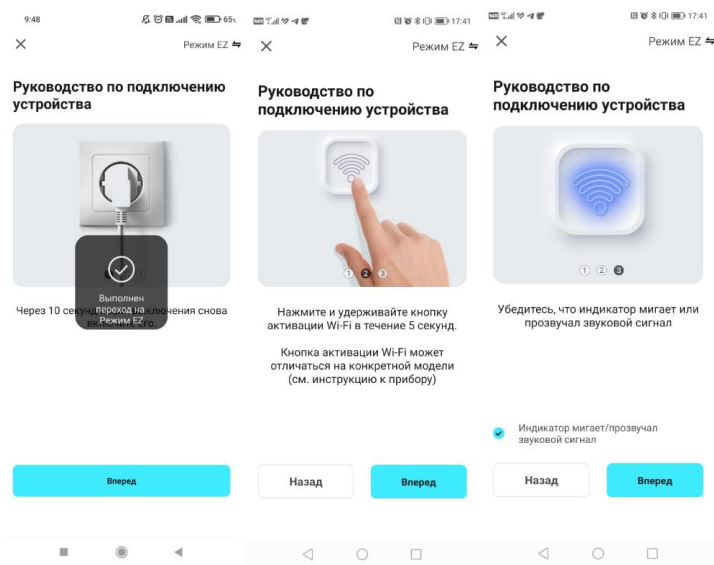 9:48
65%
Режим EZ
Руководство по подключению
устройства
Выполнен
переход на
Режим EZ
Через 10 секунд
включения снова
включите его.
Вперед
17:41
Режим EZ
Руководство по
подключению устройства
1 2 3
Нажмите и удерживайте кнопку
активации Wi-Fi в течение 5 секунд.
Кнопка активации Wi-Fi может
отличаться на конкретной модели
(см. инструкцию к прибору)
Назад
Вперед
17:41
Режим EZ
Руководство по
подключению устройства
1 2 3
Убедитесь, что индикатор мигает или
прозвучал звуковой сигнал
Индикатор мигает/прозвучал
звуковой сигнал
Назад
Вперед